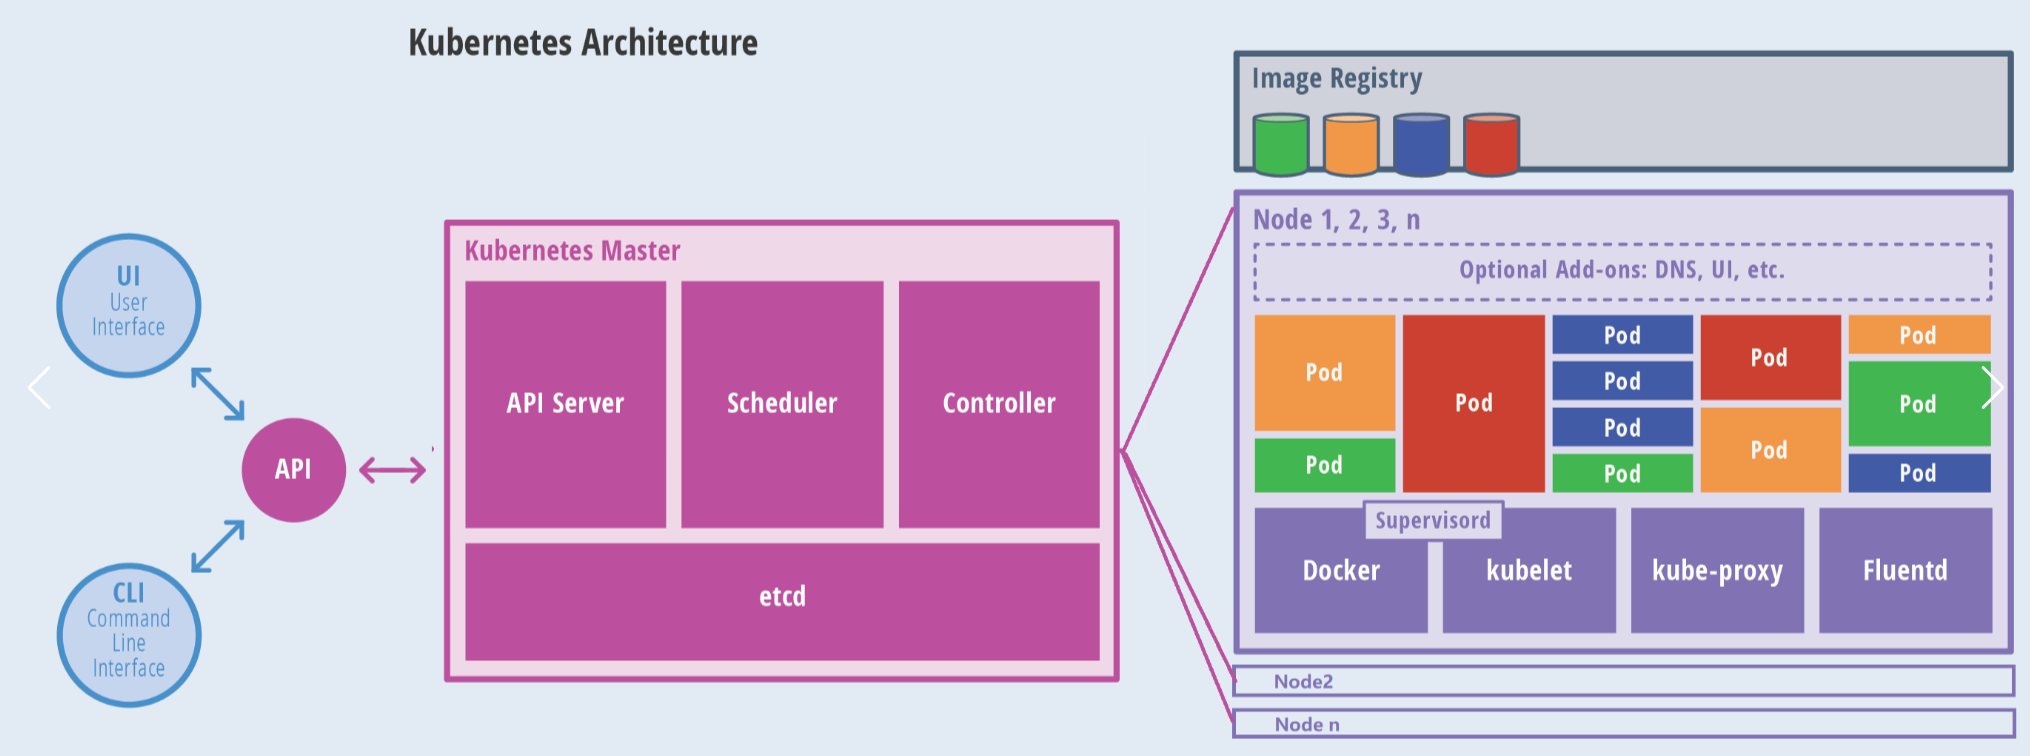 Kubernetes Architecture
UI
User
Interface
API
CLI
Command
Line
Interface
Kubernetes Master
API Server
Scheduler
Controller
etcd
Image Registry
Node 1, 2, 3, n
Optional Add-ons: DNS, UI, etc.
Pod
Pod
Pod
Pod
Pod
Pod
Pod
Pod
Pod
Pod
Pod
Pod
Supervisord
Docker
kubelet
kube-proxy
Fluentd
Node2
Node n